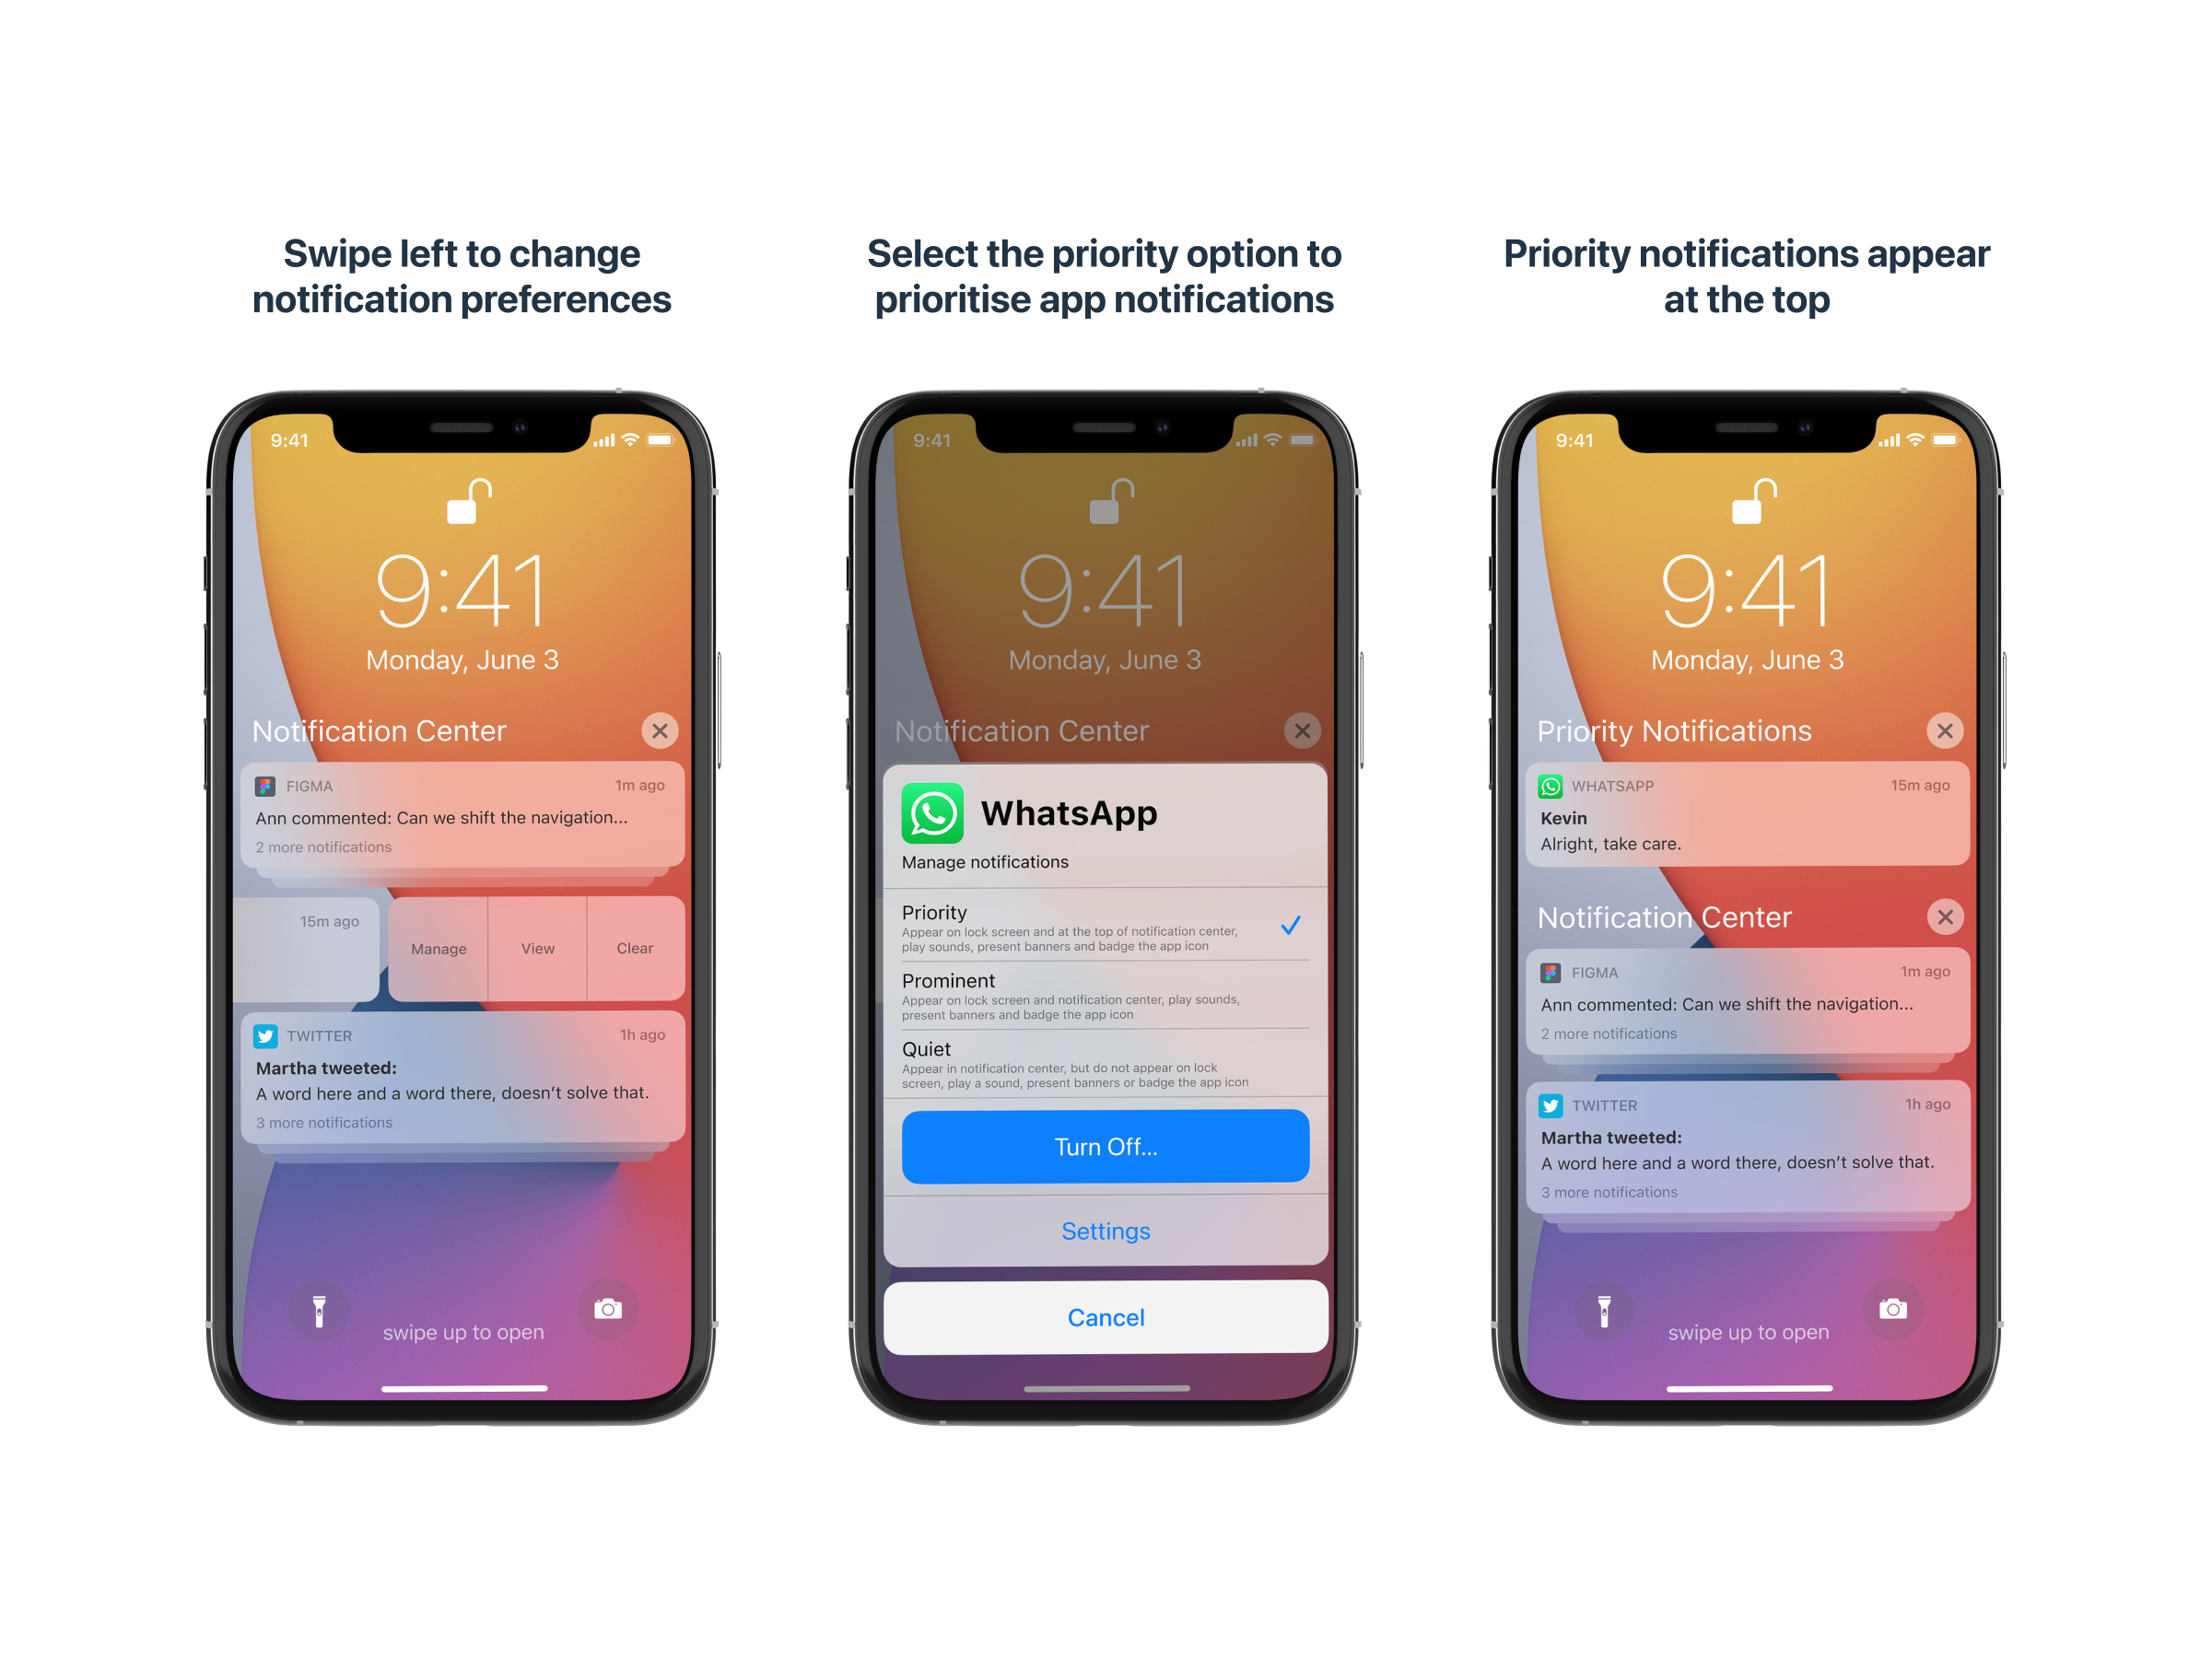 Swipe left to change
notification preferences
9:41
9:41
Monday, June 3
Notification Center
FIGMA 1m ago
Ann commented: Can we shift the navigation...
2 more notifications
15m ago
Manage View Clear
TWITTER 1h ago
Martha tweeted:
A word here and a word there, doesn’t solve that.
3 more notifications
swipe up to open
Select the priority option to
prioritise app notifications
9:41
9:41
Monday, June 3
Notification Center
WhatsApp
Manage notifications
Priority
Appear on lock screen and at the top of notification center,
play sounds, present banners and badge the app icon
Prominent
Appear on lock screen and notification center, play sounds,
present banners and badge the app icon
Quiet
Appear in notification center, but do not appear on lock
screen, play a sound, present banners or badge the app icon
Turn Off...
Settings
Cancel
Priority notifications appear
at the top
9:41
9:41
Monday, June 3
Priority Notifications
WHATSAPP 15m ago
Kevin
Alright, take care.
Notification Center
FIGMA 1m ago
Ann commented: Can we shift the navigation...
2 more notifications
TWITTER 1h ago
Martha tweeted:
A word here and a word there, doesn’t solve that.
3 more notifications
swipe up to open